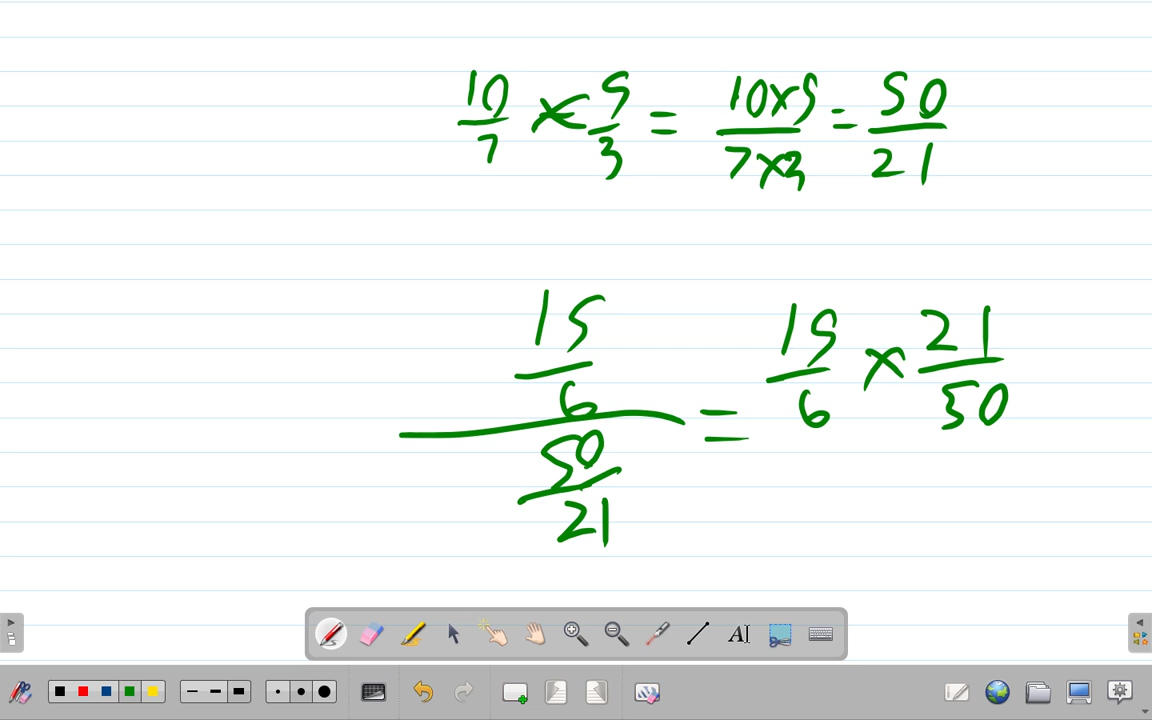 10/7 × 5/3 = 10×5/7×3 = 50/21
15/6 / 50/21 = 15/6 × 21/50